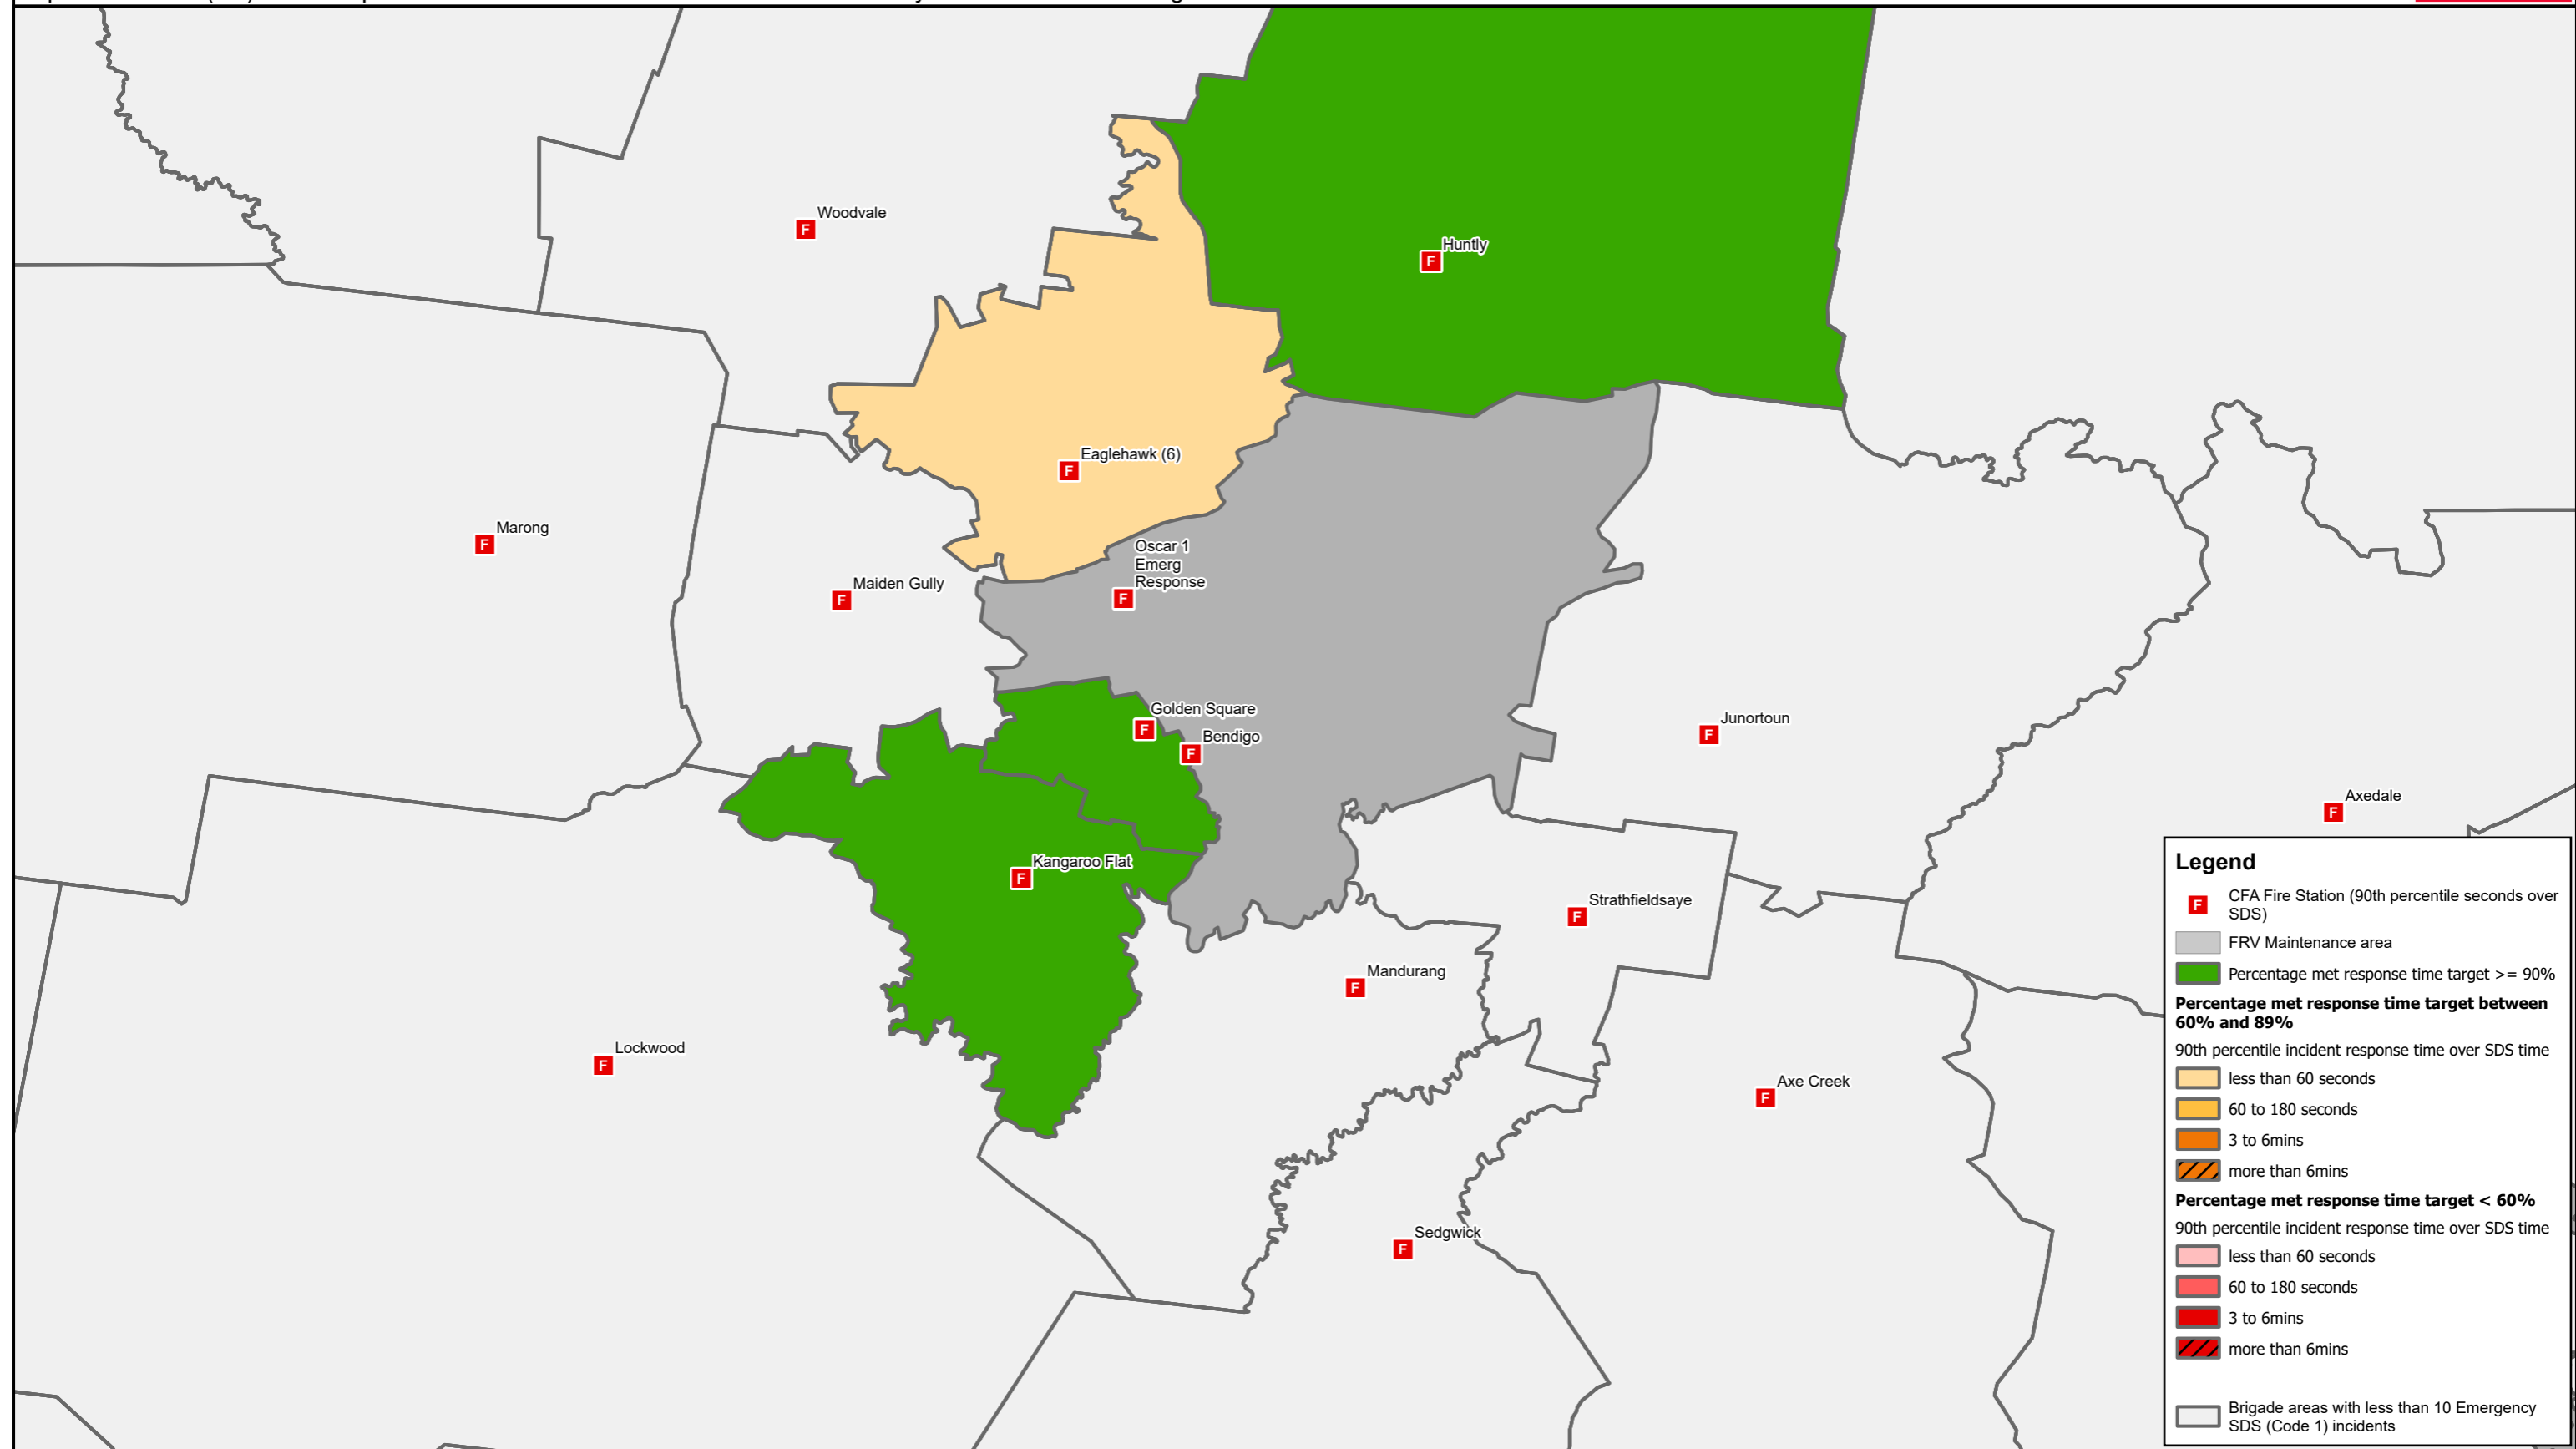 Woodvale
F
Huntly
F
Eaglehawk (6)
F
Marong
F
Oscar 1
Emerg
Response
F
Maiden Gully
F
Golden Square
F
Bendigo
F
Junortoun
F
Axedale
F
Kangaroo Flat
F
Strathfieldsaye
F
Mandurang
F
Lockwood
F
Axe Creek
F
Sedgwick
F
Legend
F
CFA Fire Station (90th percentile seconds over
SDS)
FRV Maintenance area
Percentage met response time target >= 90%
Percentage met response time target between
60% and 89%
90th percentile incident response time over SDS time
less than 60 seconds
60 to 180 seconds
3 to 6mins
more than 6mins
Percentage met response time target < 60%
90th percentile incident response time over SDS time
less than 60 seconds
60 to 180 seconds
3 to 6mins
more than 6mins
Brigade areas with less than 10 Emergency
SDS (Code 1) incidents